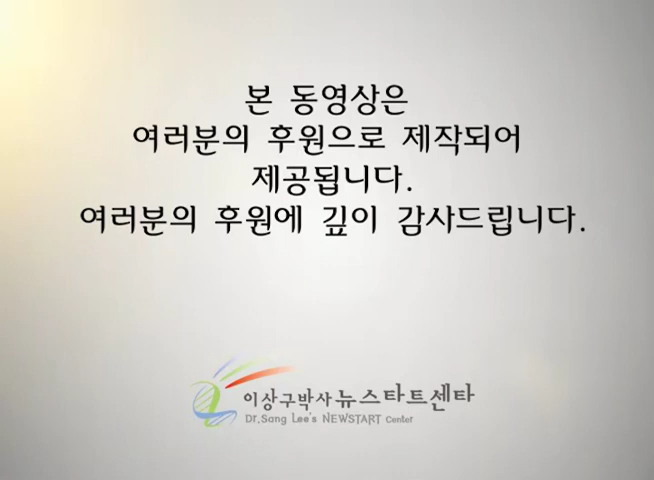 본 동영상은
여러분의 후원으로 제작되어
제공됩니다.
여러분의 후원에 깊이 감사드립니다.
이상구박사뉴스타트센타
Dr.Sang Lee's NEWSTART Center